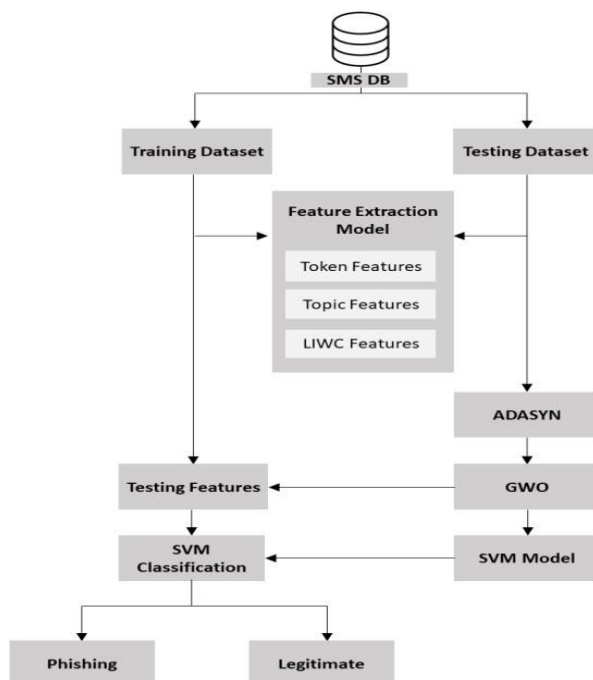 SMS DB
Training Dataset
Testing Dataset
Feature Extraction
Model
Token Features
Topic Features
LIWC Features
ADASYN
Testing Features
GWO
SVM
Classification
SVM Model
Phishing
Legitimate